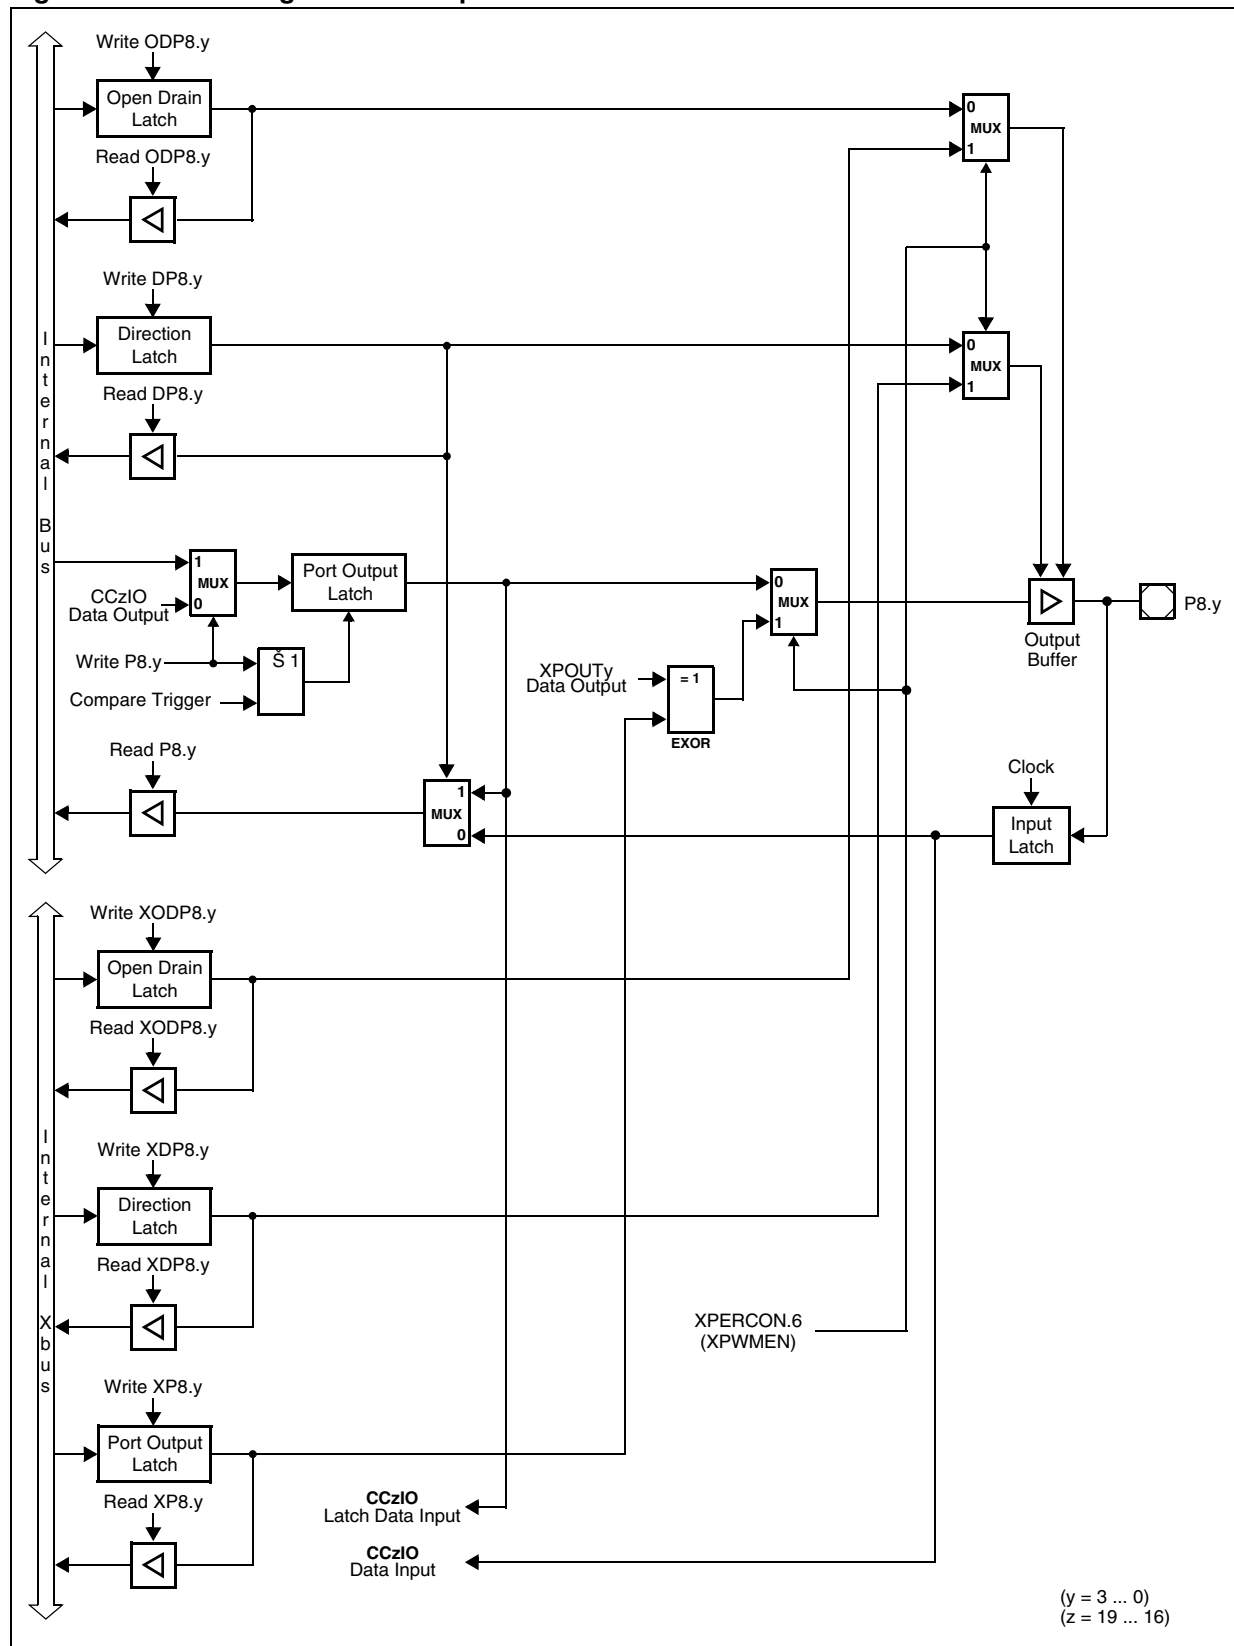 Write ODP8.y
Open Drain
Latch
0
MUX
1
Read ODP8.y
Write DP8.y
Direction
Latch
0
MUX
1
Read DP8.y
Internal Bus
1
MUX
0
CCzIO
Data Output
Port Output
Latch
0
MUX
1
P8.y
Output
Buffer
Write P8.y
Š 1
Compare Trigger
XPOUTy
Data Output
= 1
EXOR
Read P8.y
1
MUX
0
Clock
Input
Latch
Write XODP8.y
Open Drain
Latch
Read XODP8.y
Internal Xbus
Write XDP8.y
Direction
Latch
Read XDP8.y
XPERCON.6
(XPWMEN)
Write XP8.y
Port Output
Latch
Read XP8.y
CCzIO
Latch Data Input
CCzIO
Data Input
(y = 3 ... 0)
(z = 19 ... 16)